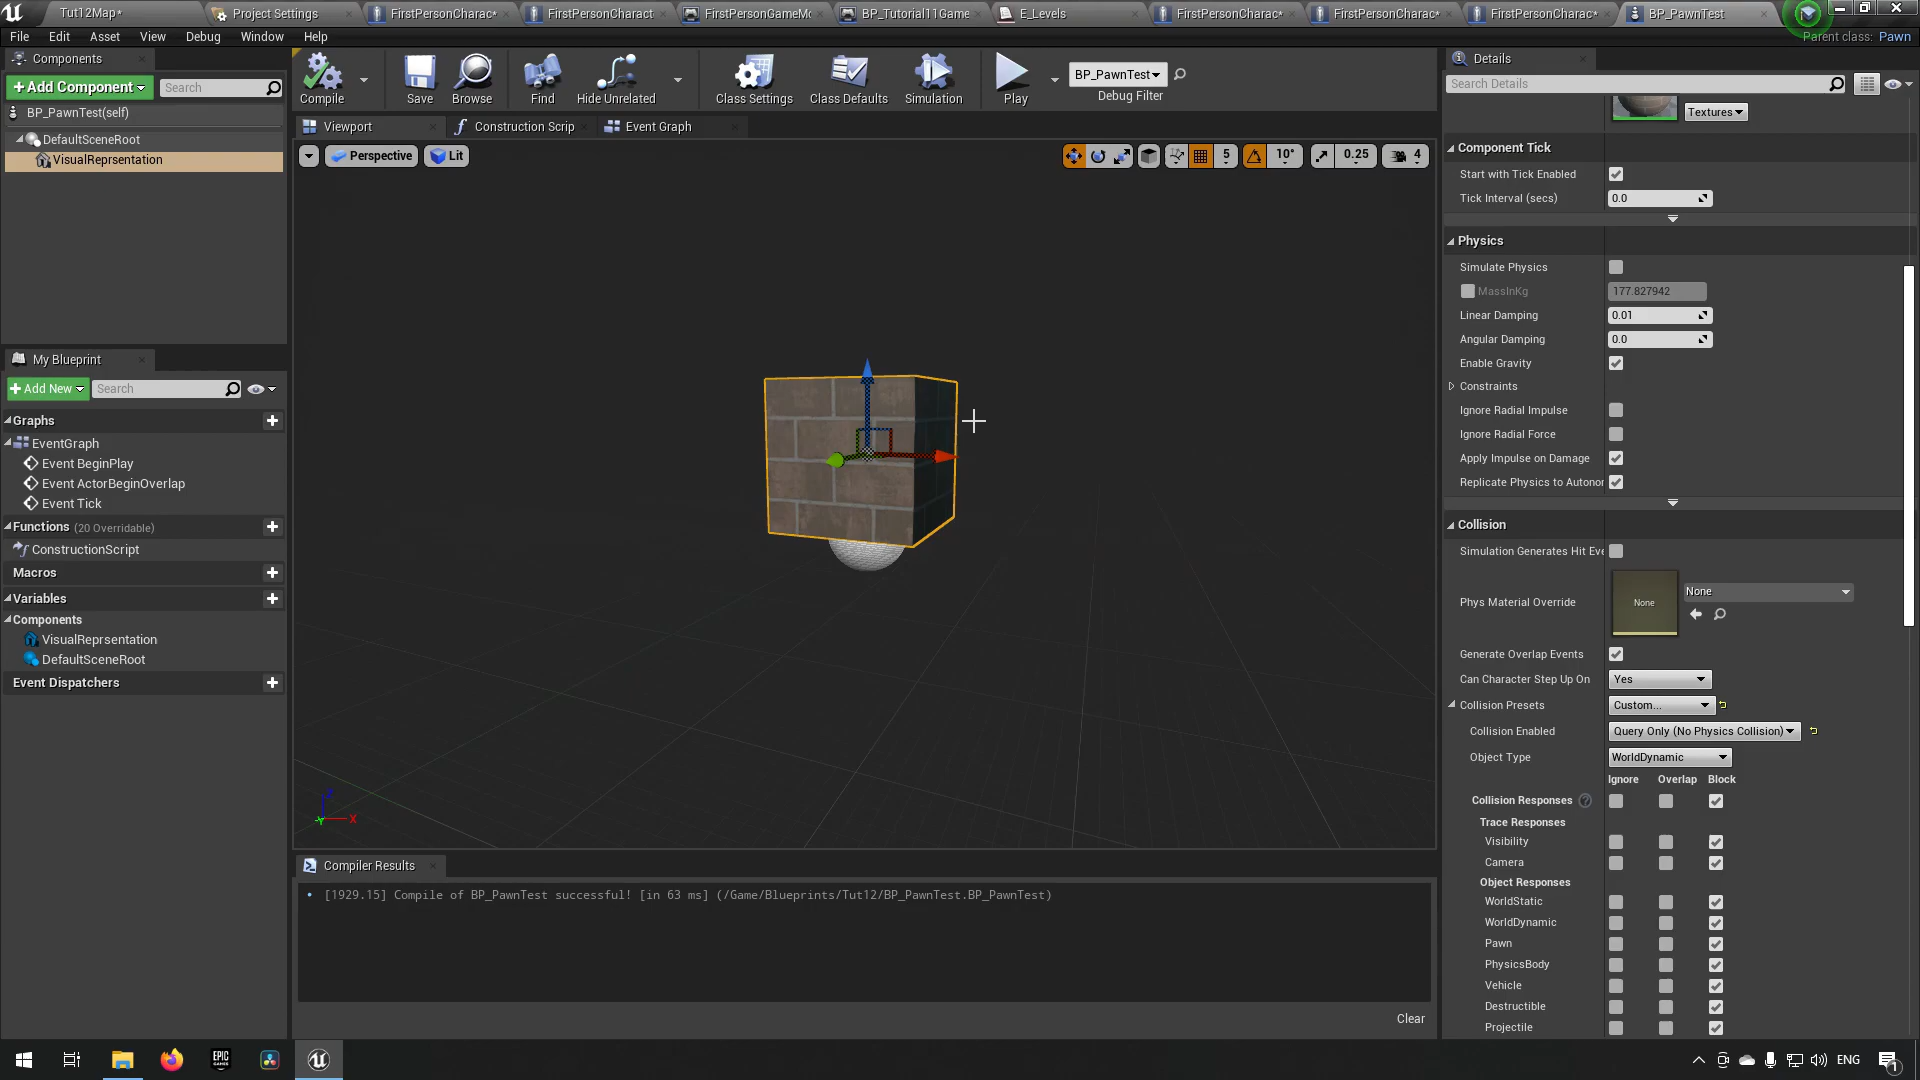 Tut12Map*
Project Settings
FirstPersonCharac*
FirstPersonCharact
FirstPersonGameMo
BP_Tutorial11Game
E_Levels
FirstPersonCharac*
FirstPersonCharac*
FirstPersonCharac*
BP_PawnTest
File Edit Asset View Debug Window Help
Parent class: Pawn
Components
Add Component
Search
BP_PawnTest(self)
DefaultSceneRoot
VisualReprsentation
My Blueprint
Add New
Search
Graphs
EventGraph
Event BeginPlay
Event ActorBeginOverlap
Event Tick
Functions (20 Overridable)
ConstructionScript
Macros
Variables
Components
VisualReprsentation
DefaultSceneRoot
Event Dispatchers
Compile
Save
Browse
Find
Hide Unrelated
Class Settings
Class Defaults
Simulation
Play
BP_PawnTest
Debug Filter
Viewport
Construction Scrip
Event Graph
Perspective
Lit
5
10°
0.25
4
Z
Y
X
Compiler Results
[1929.15] Compile of BP_PawnTest successful! [in 63 ms] (/Game/Blueprints/Tut12/BP_PawnTest.BP_PawnTest)
Clear
Details
Search Details
Textures
Component Tick
Start with Tick Enabled
Tick Interval (secs) 0.0
Physics
Simulate Physics
MassInKg 177.827942
Linear Damping 0.01
Angular Damping 0.0
Enable Gravity
Constraints
Ignore Radial Impulse
Ignore Radial Force
Apply Impulse on Damage
Replicate Physics to Autonor
Collision
Simulation Generates Hit Eve
Phys Material Override None None
Generate Overlap Events
Can Character Step Up On Yes
Collision Presets Custom...
Collision Enabled Query Only (No Physics Collision)
Object Type WorldDynamic
Ignore Overlap Block
Collision Responses
Trace Responses
Visibility
Camera
Object Responses
WorldStatic
WorldDynamic
Pawn
PhysicsBody
Vehicle
Destructible
Projectile
EPIC
GAMES
ENG
1